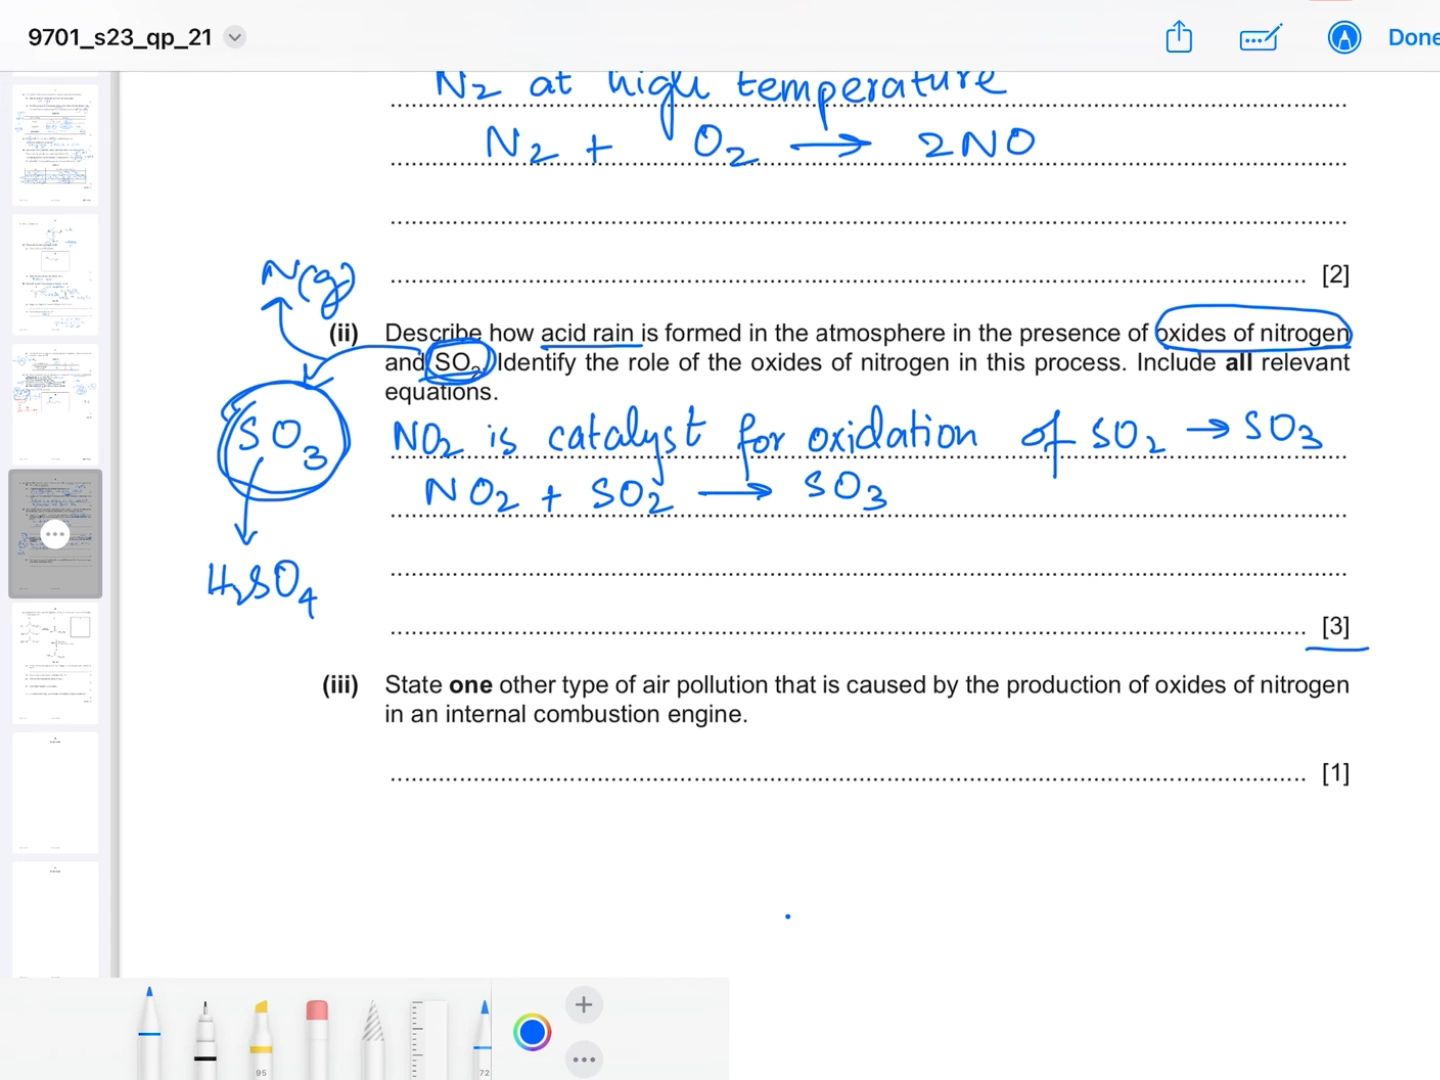 9701_s23_qp_21
Done
N2 at high temperature
N2 + O2 → 2NO
[2]
N(g)
(ii) Describe how acid rain is formed in the atmosphere in the presence of oxides of nitrogen
and SO2. Identify the role of the oxides of nitrogen in this process. Include all relevant
equations.
SO3
NO2 is catalyst for oxidation of SO2 → SO3
NO2 + SO2 → SO3
H2SO4
[3]
(iii) State one other type of air pollution that is caused by the production of oxides of nitrogen
in an internal combustion engine.
[1]
95
72